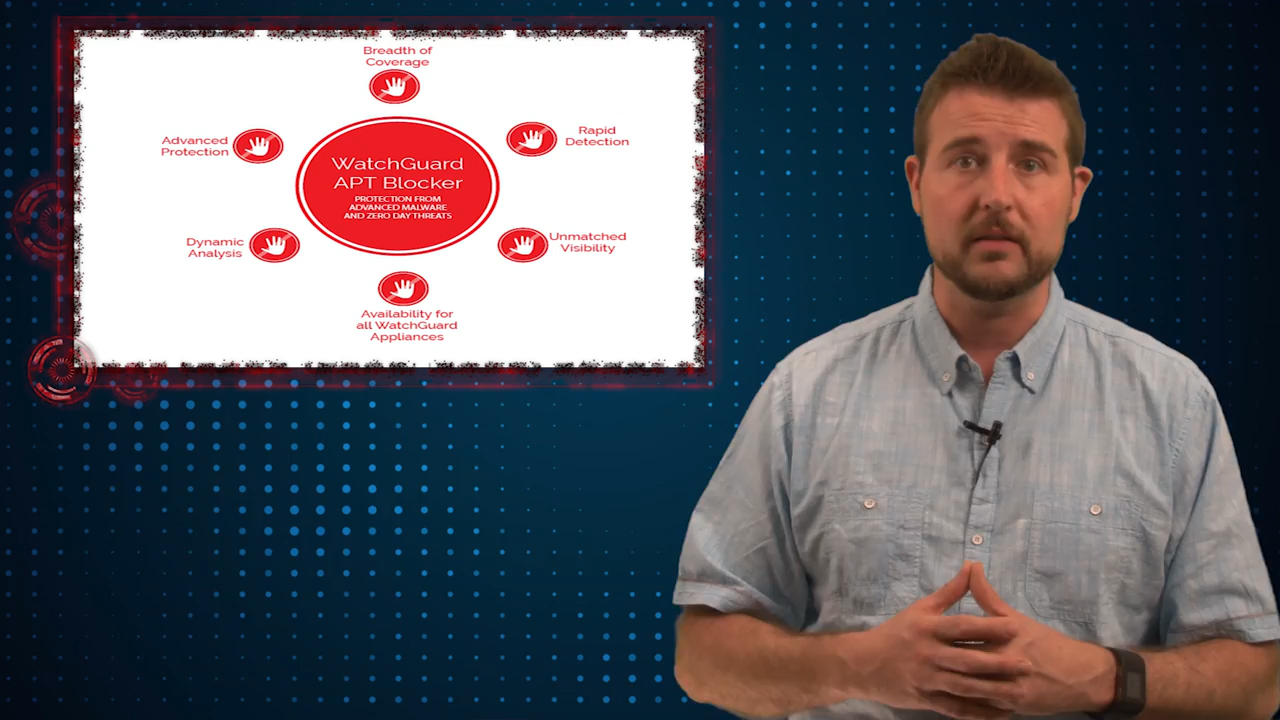 Breadth of
Coverage
Advanced
Protection
Rapid
Detection
WatchGuard
APT Blocker
PROTECTION FROM
ADVANCED MALWARE
AND ZERO DAY THREATS
Dynamic
Analysis
Unmatched
Visibility
Availability for
all WatchGuard
Appliances